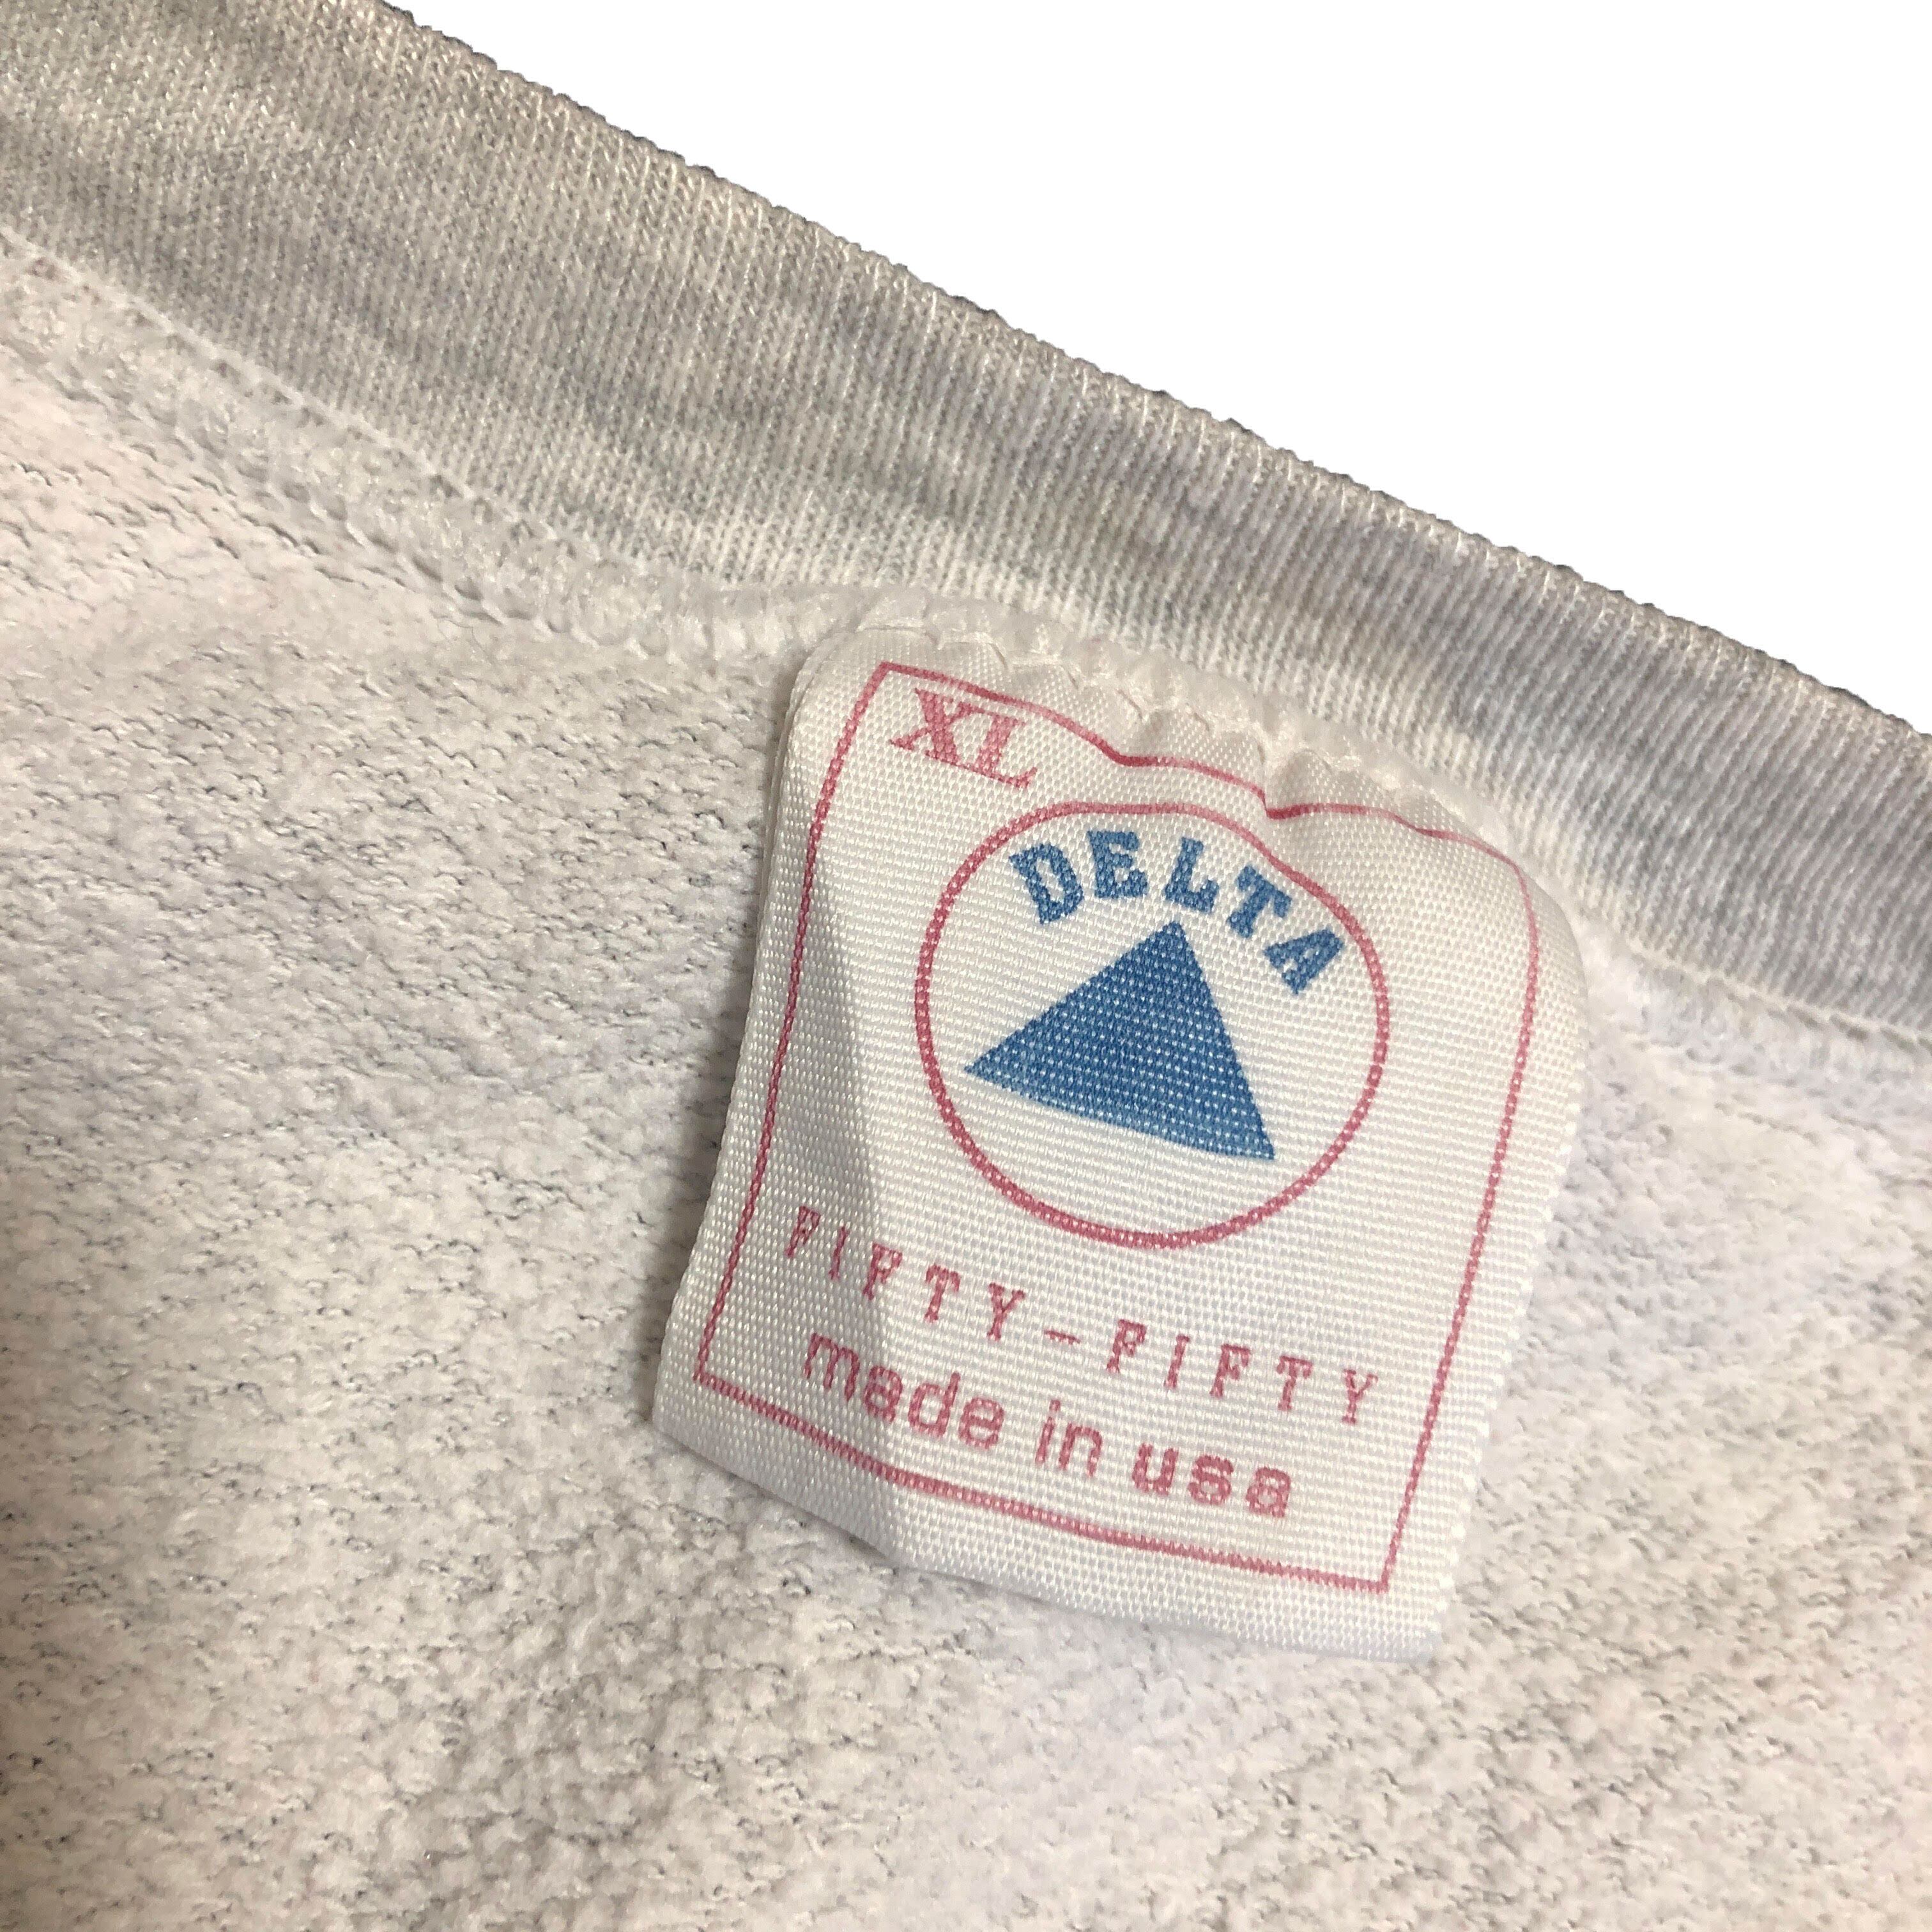 XL
DELTA
FIFTY-FIFTY
made in usa